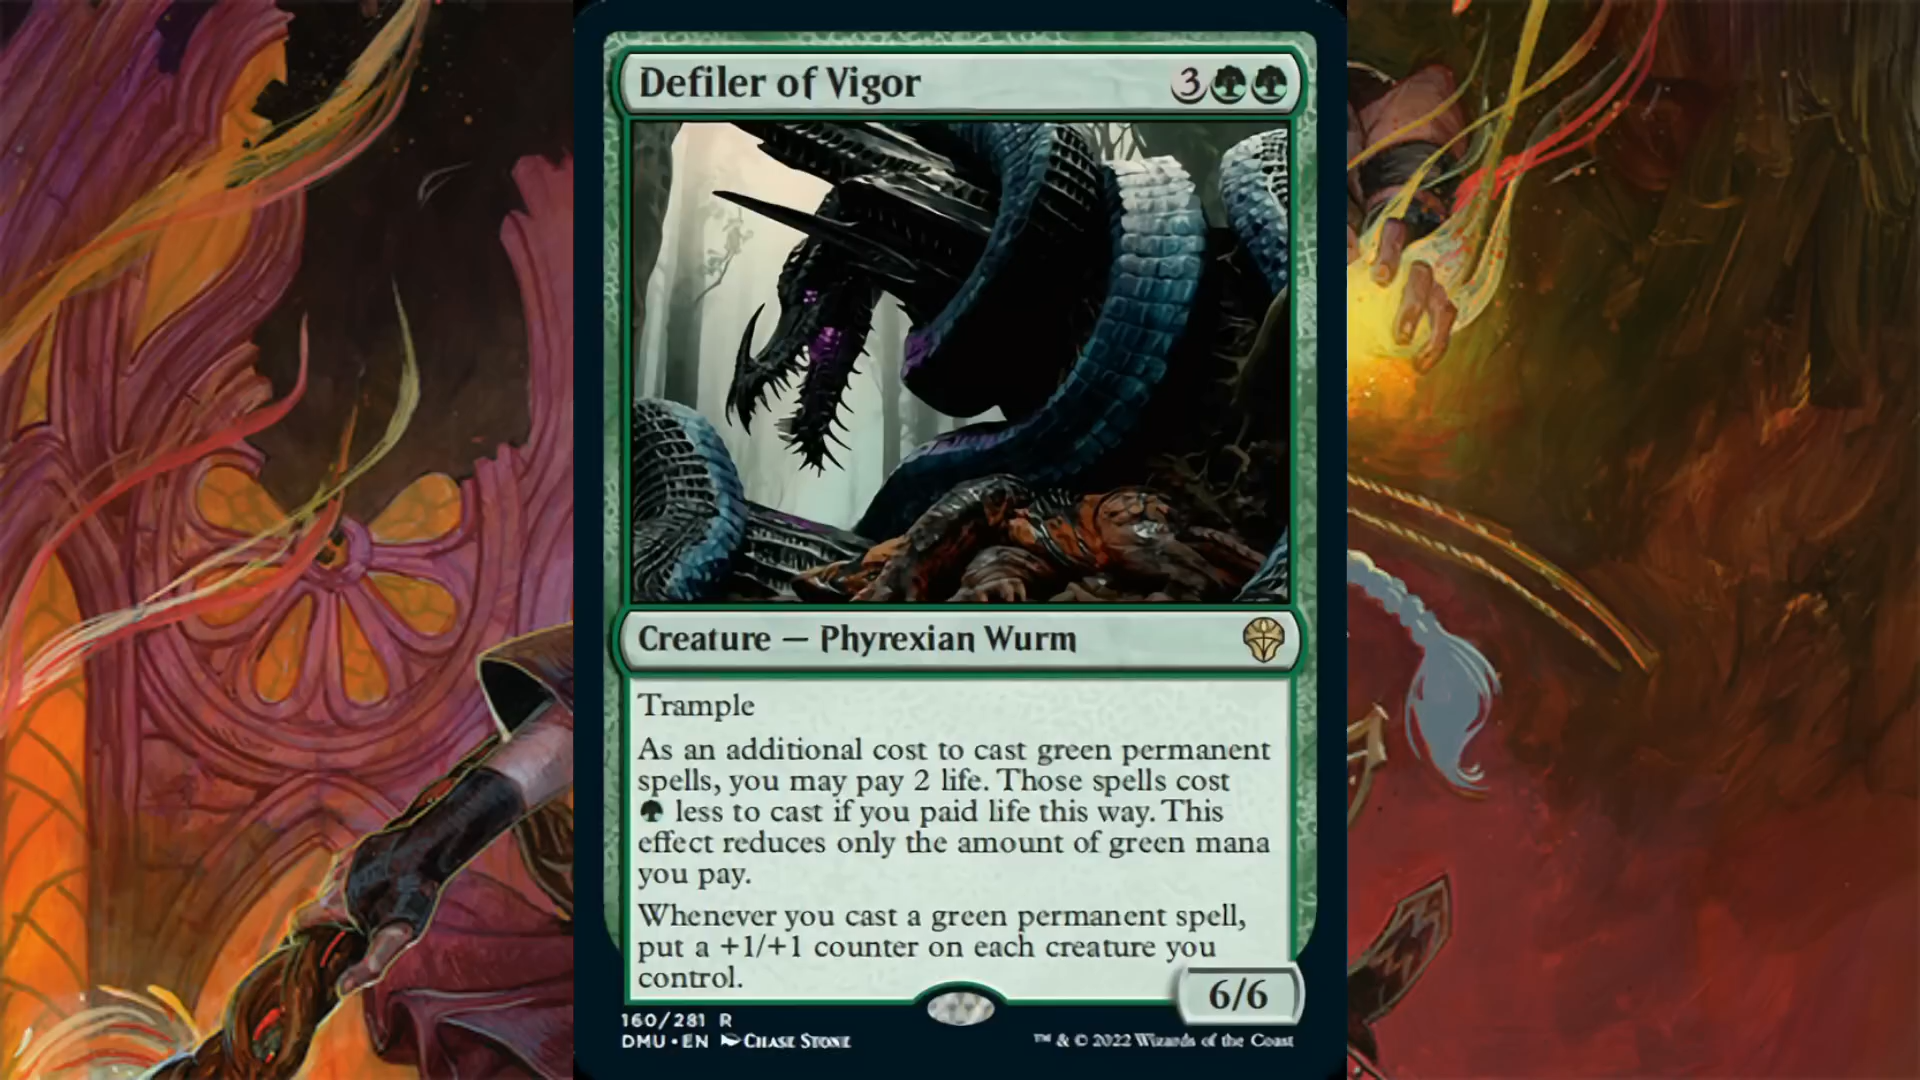 Defiler of Vigor 3
Creature — Phyrexian Wurm
Trample
As an additional cost to cast green permanent
spells, you may pay 2 life. Those spells cost
less to cast if you paid life this way. This
effect reduces only the amount of green mana
you pay.
Whenever you cast a green permanent spell,
put a +1/+1 counter on each creature you
control.
6/6
160/281 R
DMU • EN Chase Stone
™ & © 2022 Wizards of the Coast